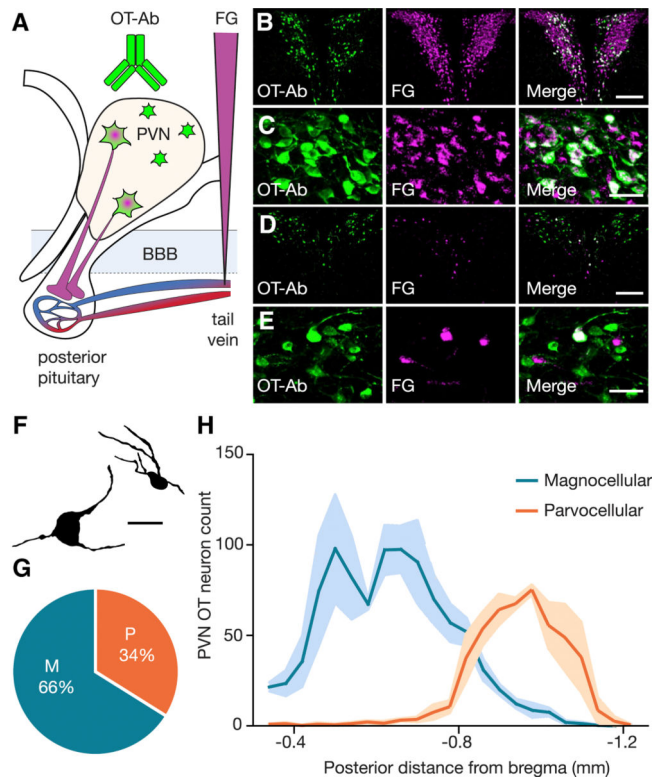 A
OT-Ab
FG
PVN
BBB
posterior
pituitary
tail
vein
B
OT-Ab
FG
Merge
C
OT-Ab
FG
Merge
D
OT-Ab
FG
Merge
E
OT-Ab
FG
Merge
F
G
M
66%
P
34%
H
PVN OT neuron count
150
100
50
0
Magnocellular
Parvocellular
-0.4
-0.8
-1.2
Posterior distance from bregma (mm)